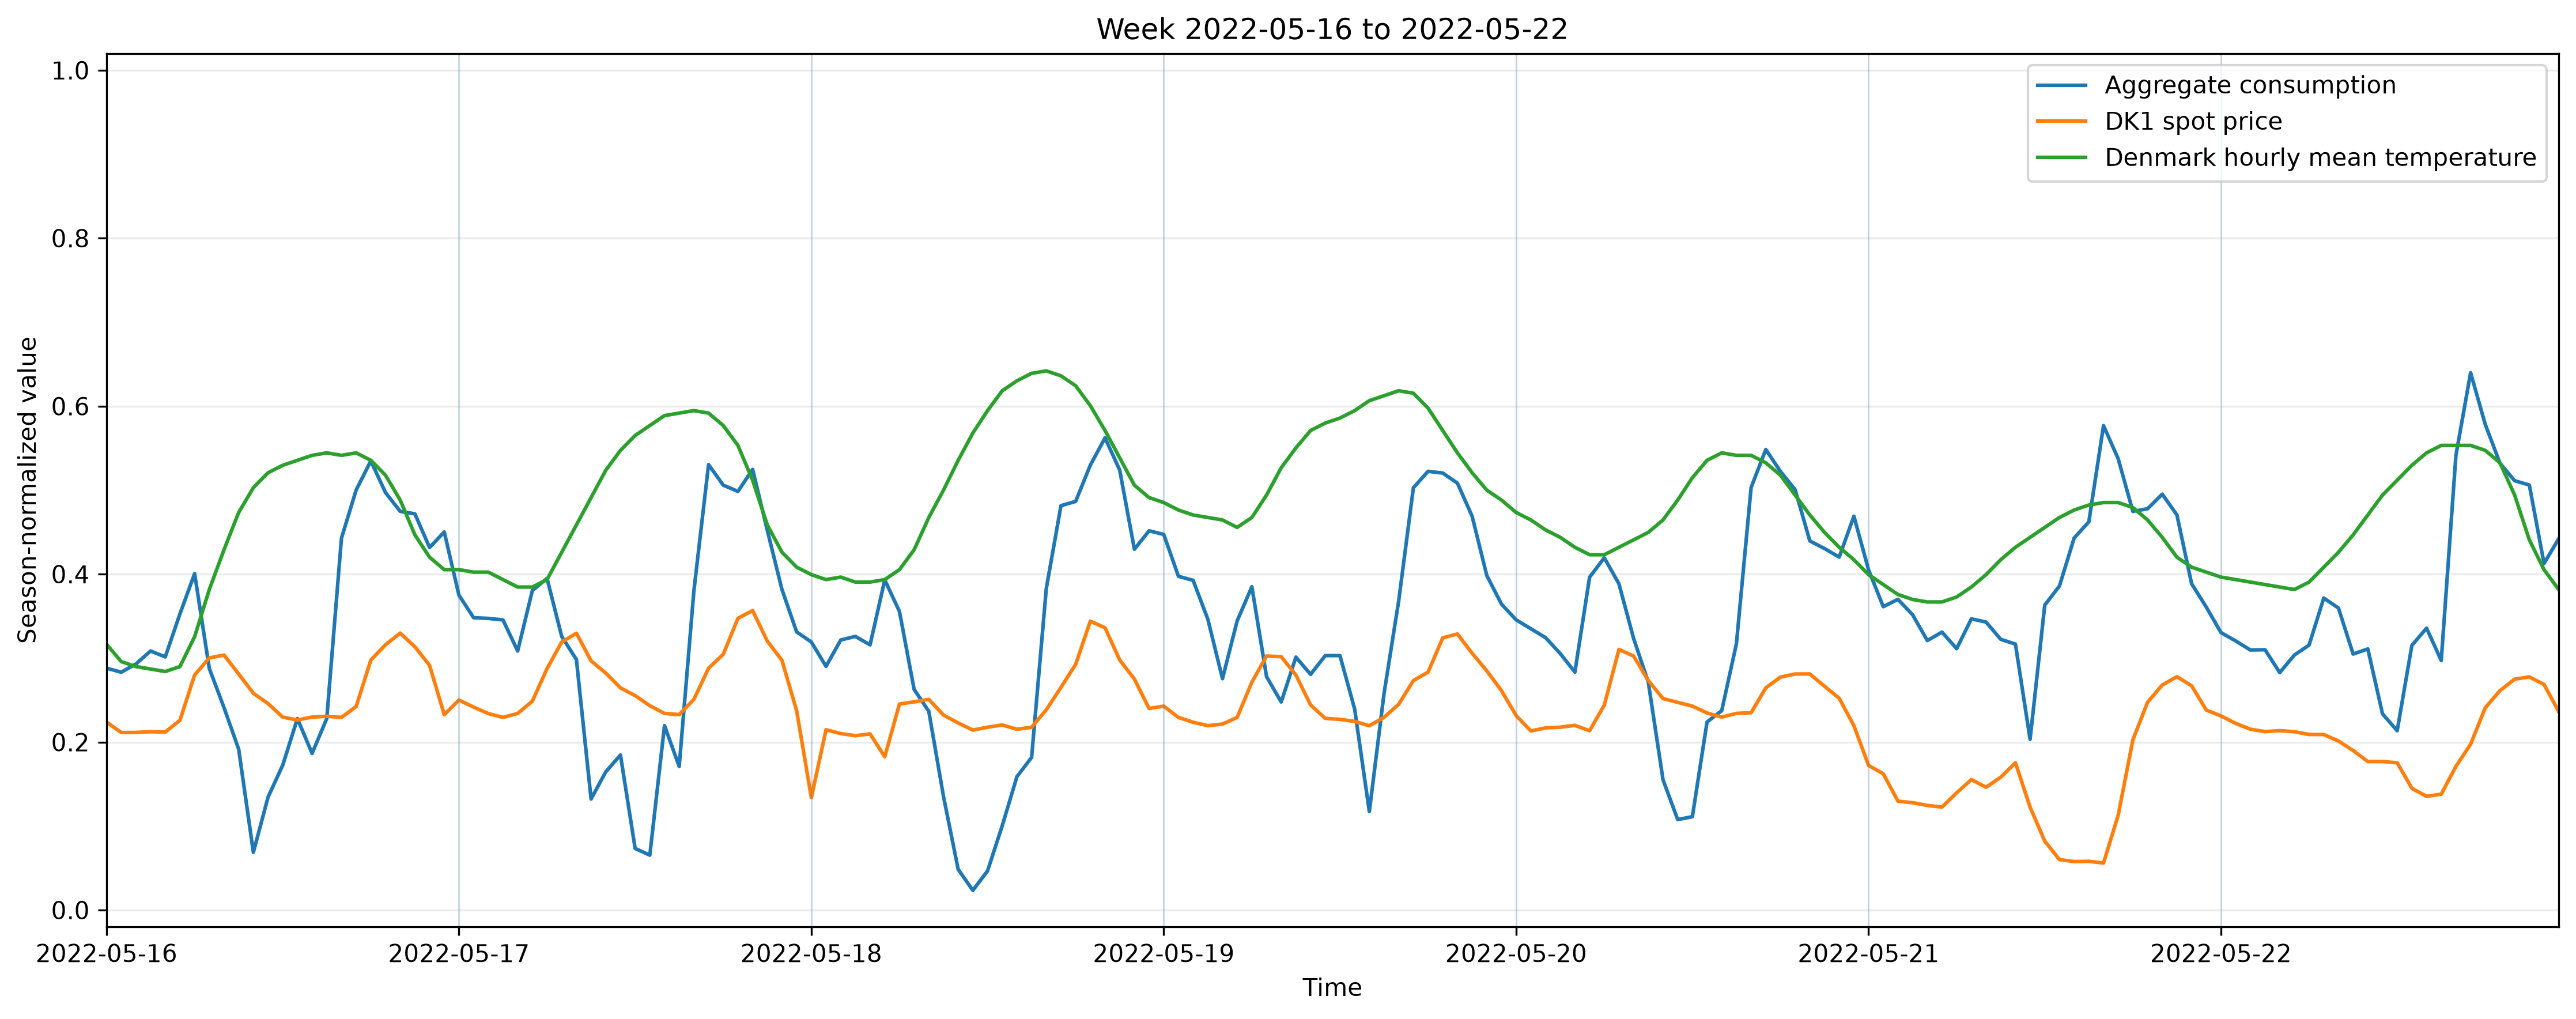 Week 2022-05-16 to 2022-05-22
Aggregate consumption
DK1 spot price
Denmark hourly mean temperature
Season-normalized value
1.0
0.8
0.6
0.4
0.2
0.0
2022-05-16 2022-05-17 2022-05-18 2022-05-19 2022-05-20 2022-05-21 2022-05-22
Time